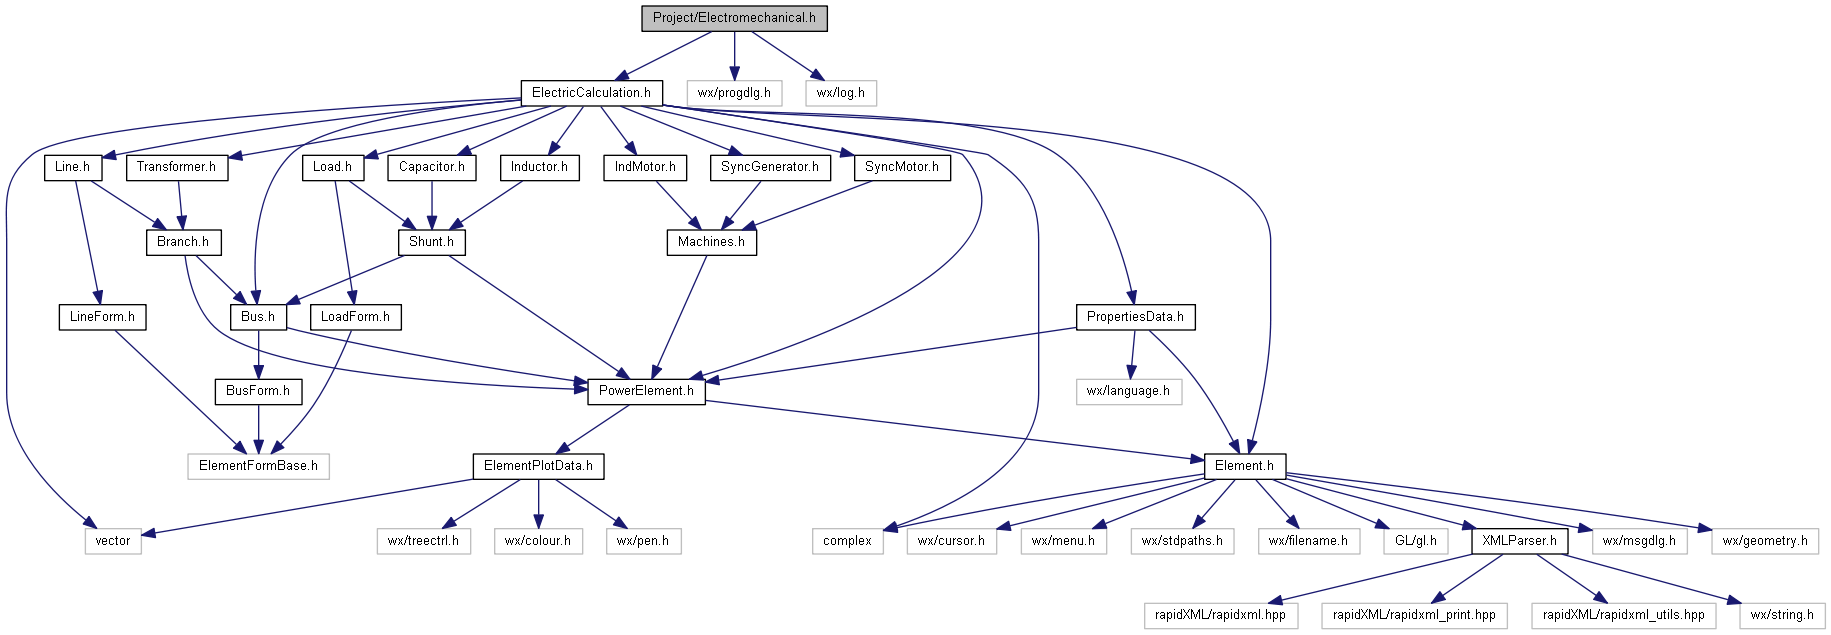 Project/Electromechanical.h
ElectricCalculation.h
wx/progdlg.h
wx/log.h
Line.h
Transformer.h
Load.h
Capacitor.h
Inductor.h
IndMotor.h
SyncGenerator.h
SyncMotor.h
Branch.h
Shunt.h
Machines.h
LineForm.h
Bus.h
LoadForm.h
PropertiesData.h
BusForm.h
PowerElement.h
wx/language.h
ElementFormBase.h
ElementPlotData.h
Element.h
vector
wx/treectrl.h
wx/colour.h
wx/pen.h
complex
wx/cursor.h
wx/menu.h
wx/stdpaths.h
wx/filename.h
GL/gl.h
XMLParser.h
wx/msgdlg.h
wx/geometry.h
rapidXML/rapidxml.hpp
rapidXML/rapidxml_print.hpp
rapidXML/rapidxml_utils.hpp
wx/string.h